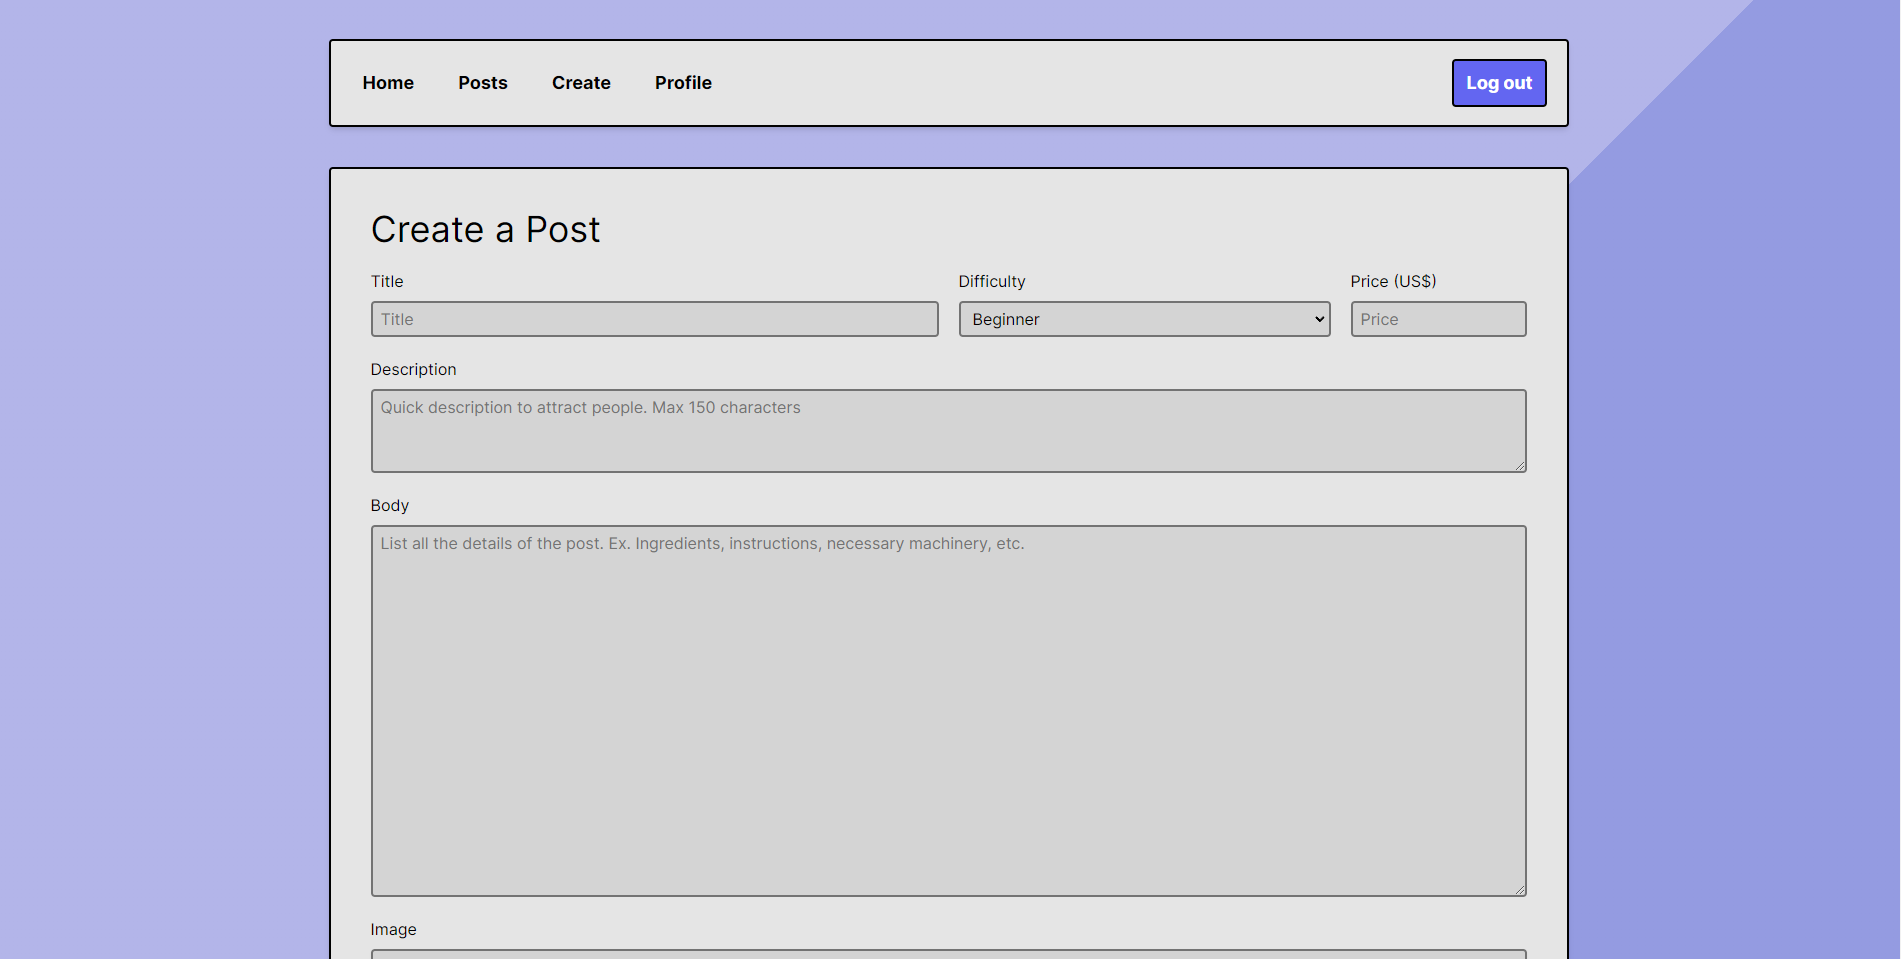 Home Posts Create Profile Log out
Create a Post
Title Difficulty Price (US$)
Title Beginner Price
Description
Quick description to attract people. Max 150 characters
Body
List all the details of the post. Ex. Ingredients, instructions, necessary machinery, etc.
Image